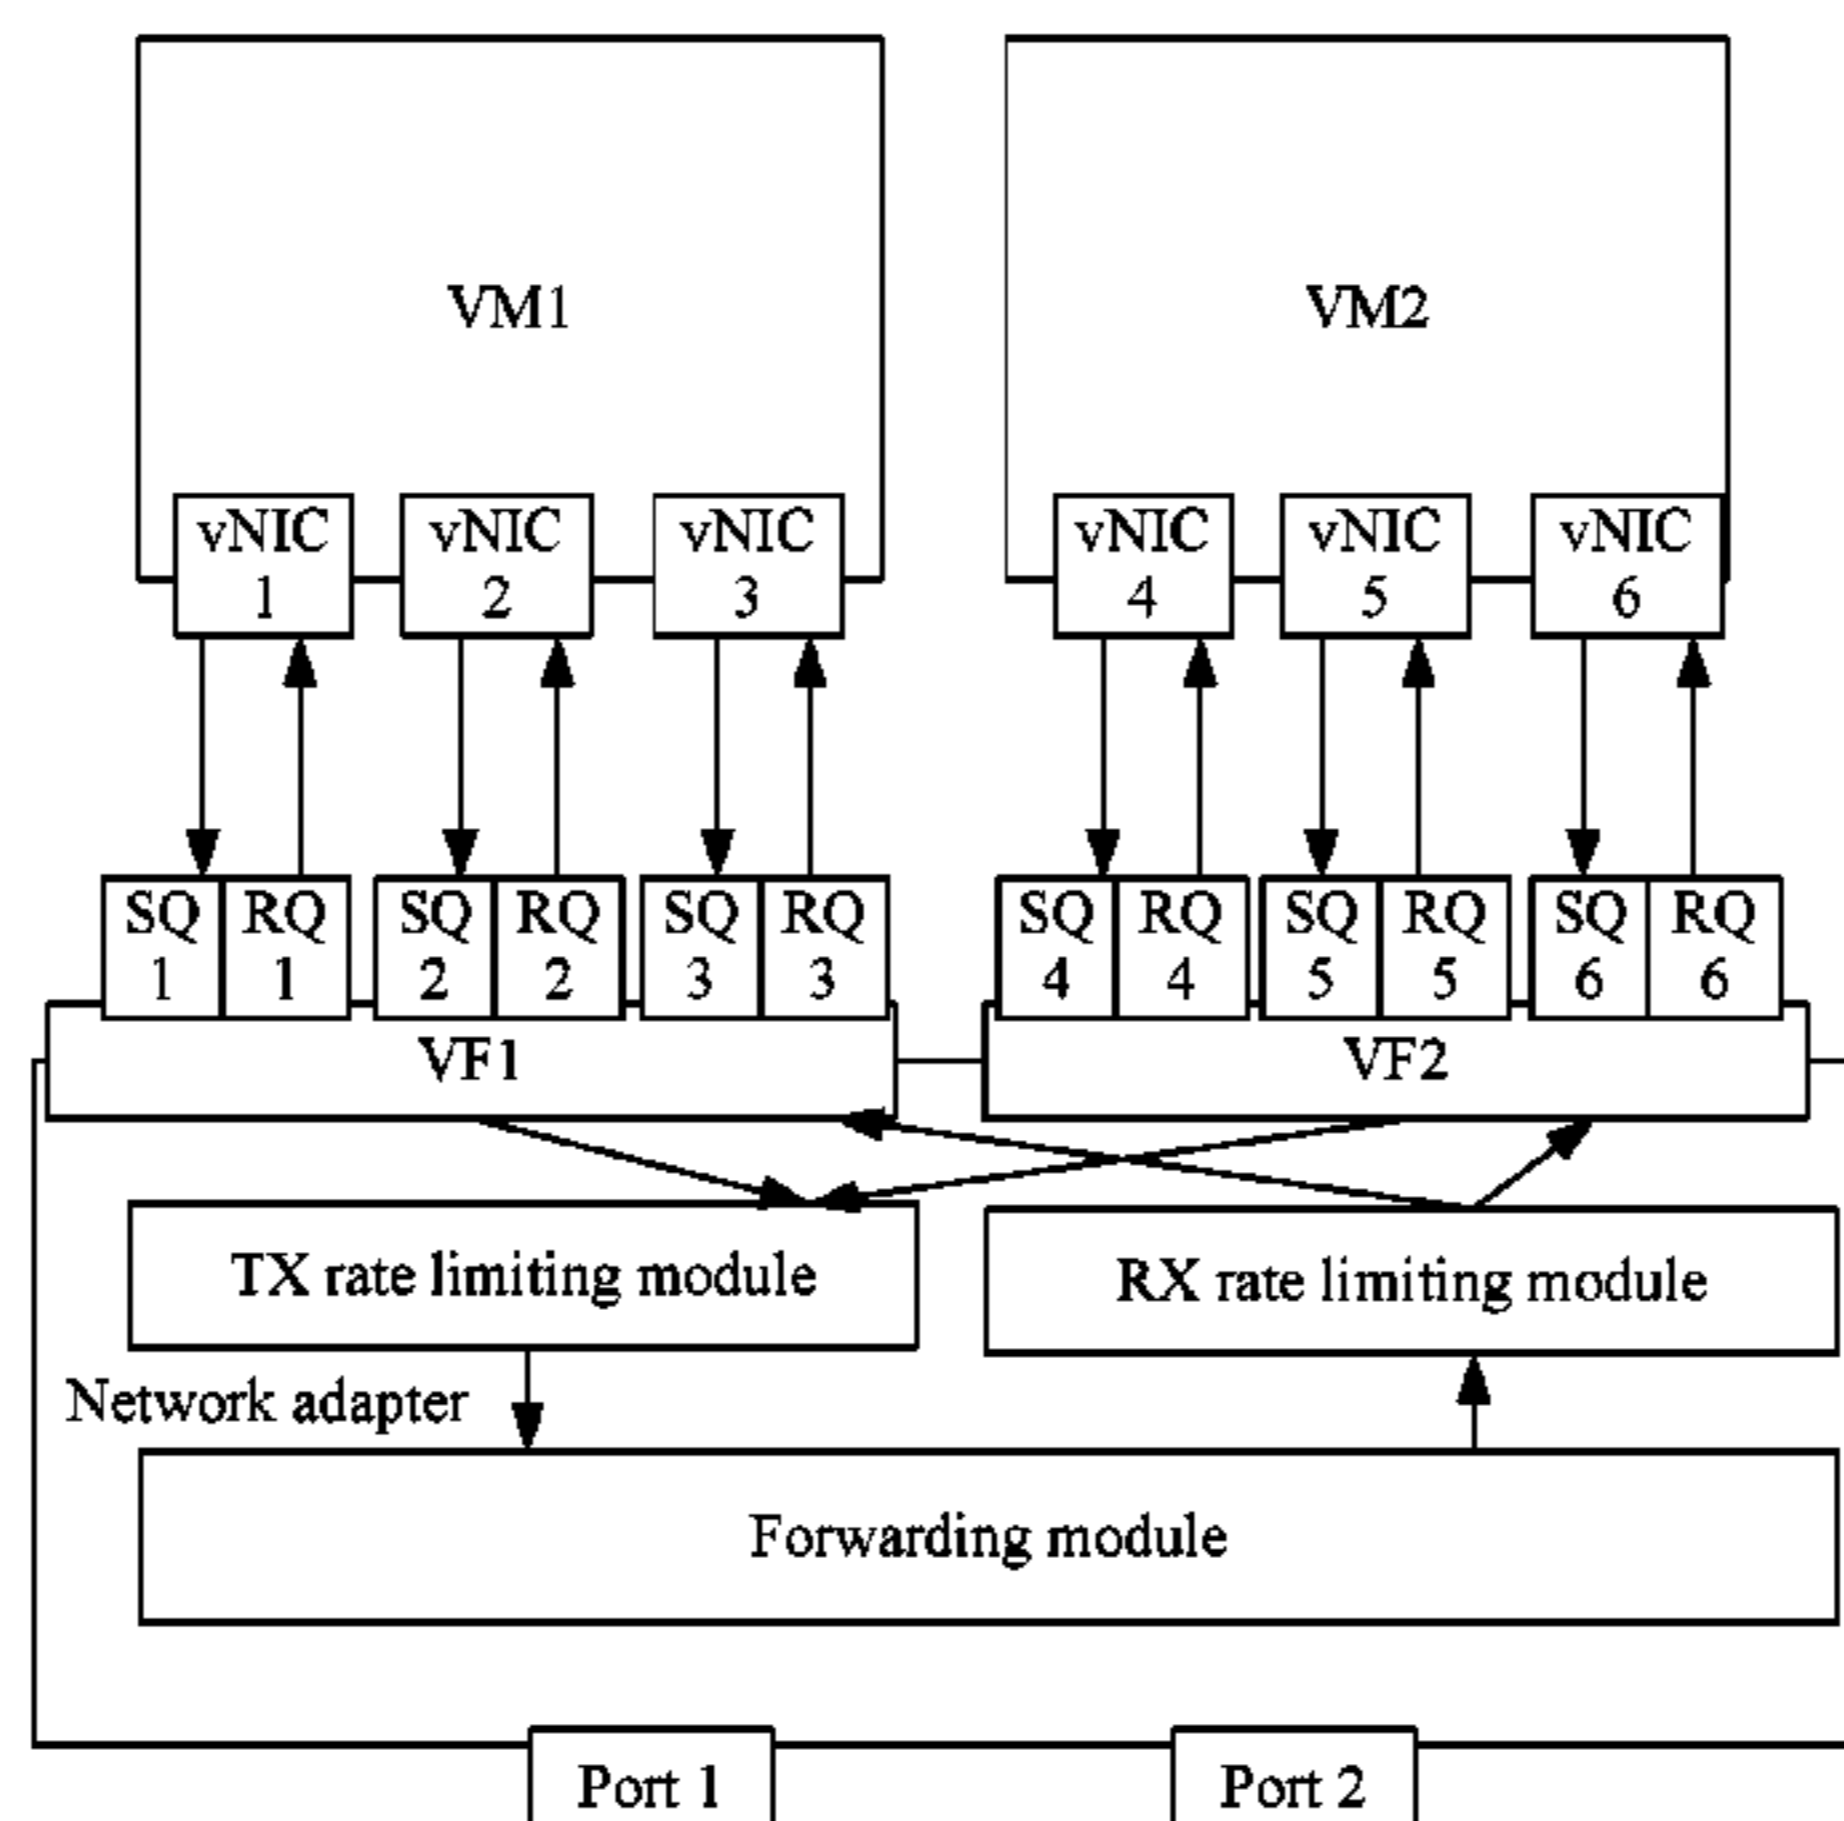 VM1
VM2
vNIC
1
vNIC
2
vNIC
3
vNIC
4
vNIC
5
vNIC
6
SQ
1
RQ
1
SQ
2
RQ
2
SQ
3
RQ
3
SQ
4
RQ
4
SQ
5
RQ
5
SQ
6
RQ
6
VF1
VF2
TX rate limiting module
RX rate limiting module
Network adapter
Forwarding module
Port 1
Port 2